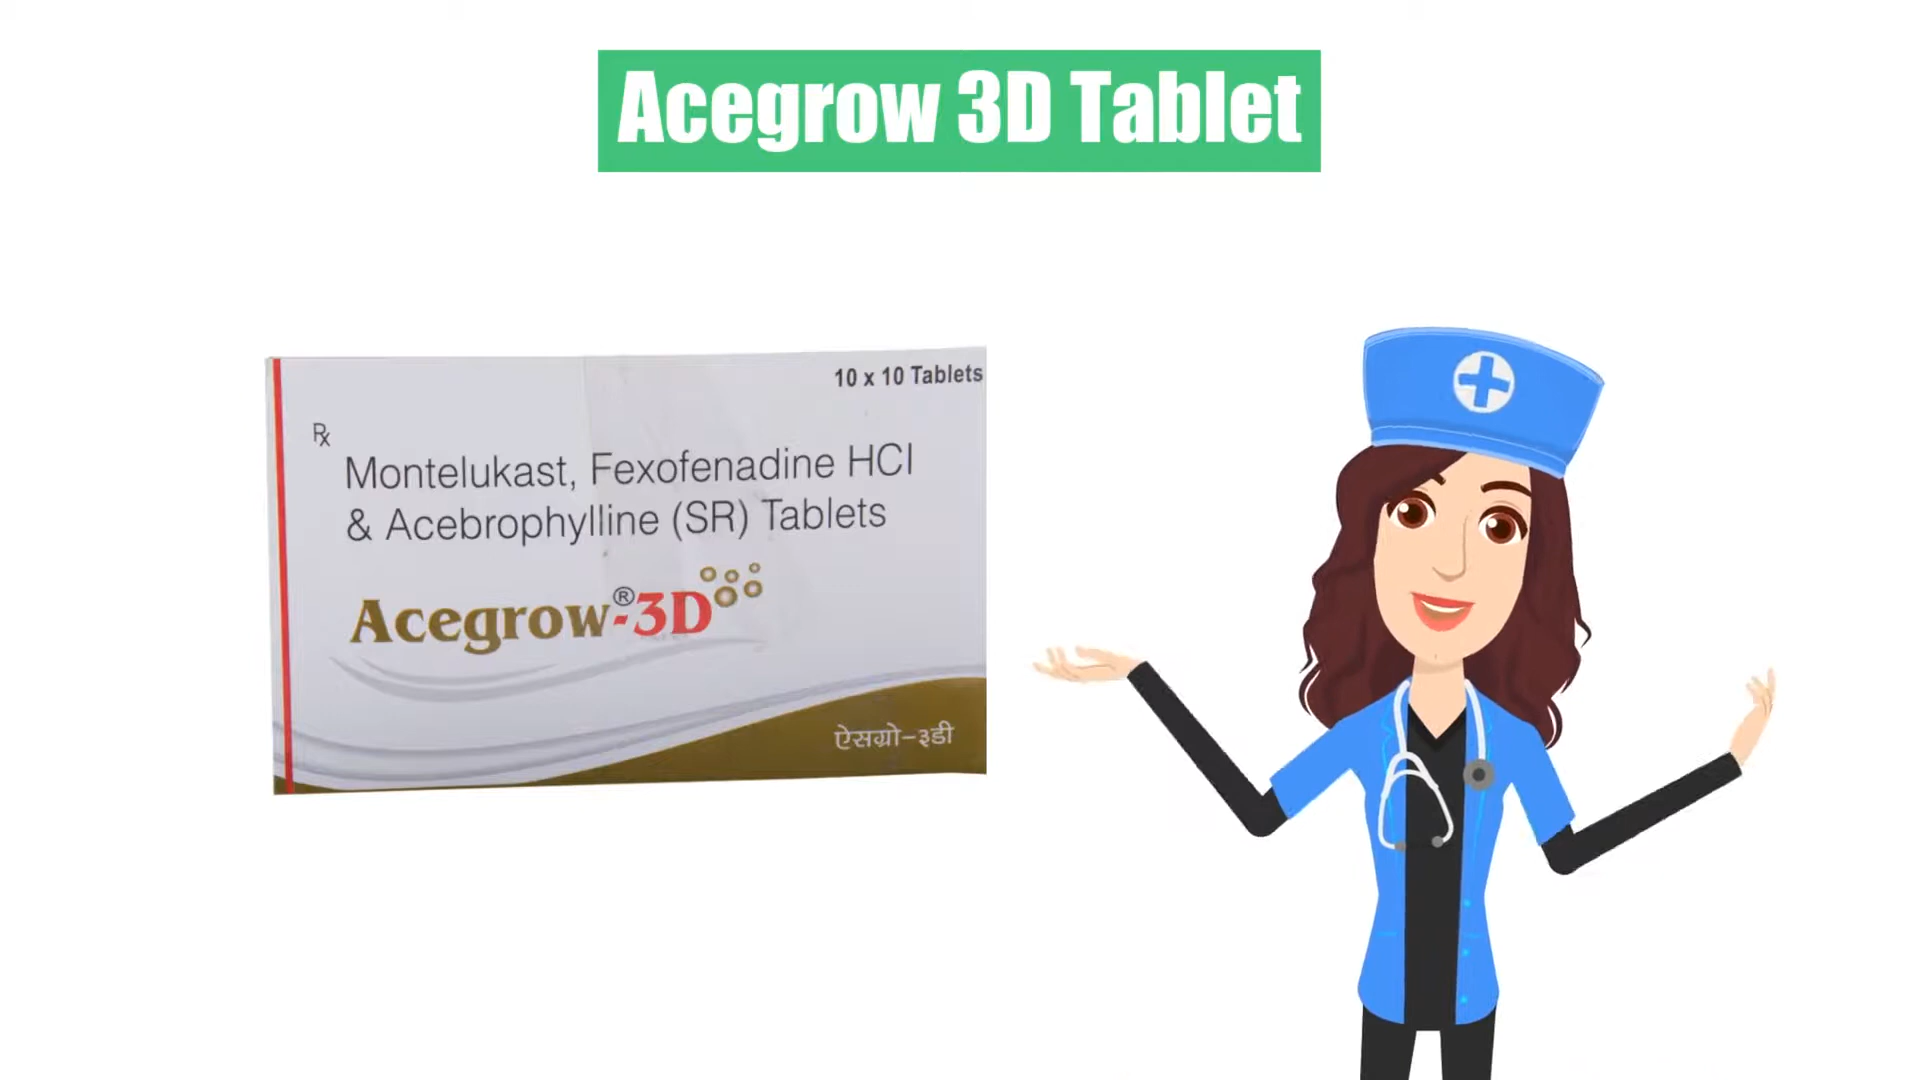 Acegrow 3D Tablet
10 x 10 Tablets
Rx
Montelukast, Fexofenadine HCl
& Acebrophylline (SR) Tablets
Acegrow®-3D
ऐसग्रो-३डी